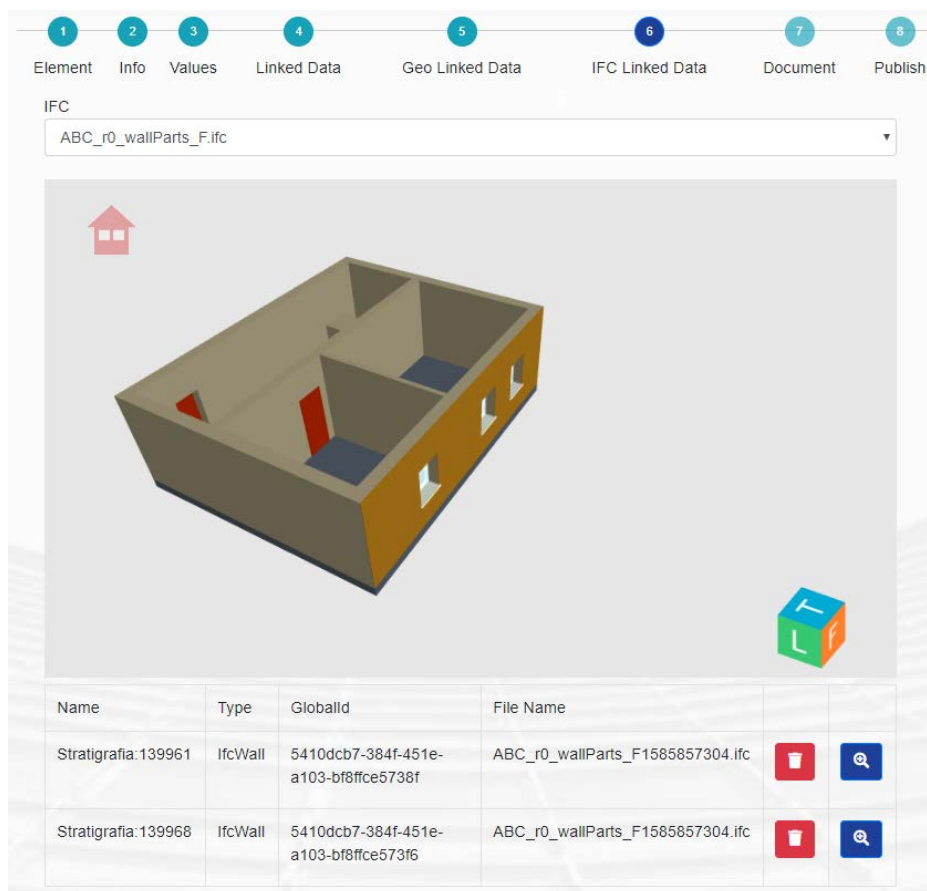 1 2 3 4 5 6 7 8
Element Info Values Linked Data Geo Linked Data IFC Linked Data Document Publish
IFC
ABC_r0_wallParts_F.ifc
T
L F
Name Type GlobalId File Name
Stratigrafia:139961 IfcWall 5410dcb7-384f-451e- ABC_r0_wallParts_F1585857304.ifc
a103-bf8ffce5738f
Stratigrafia:139968 IfcWall 5410dcb7-384f-451e- ABC_r0_wallParts_F1585857304.ifc
a103-bf8ffce573f6